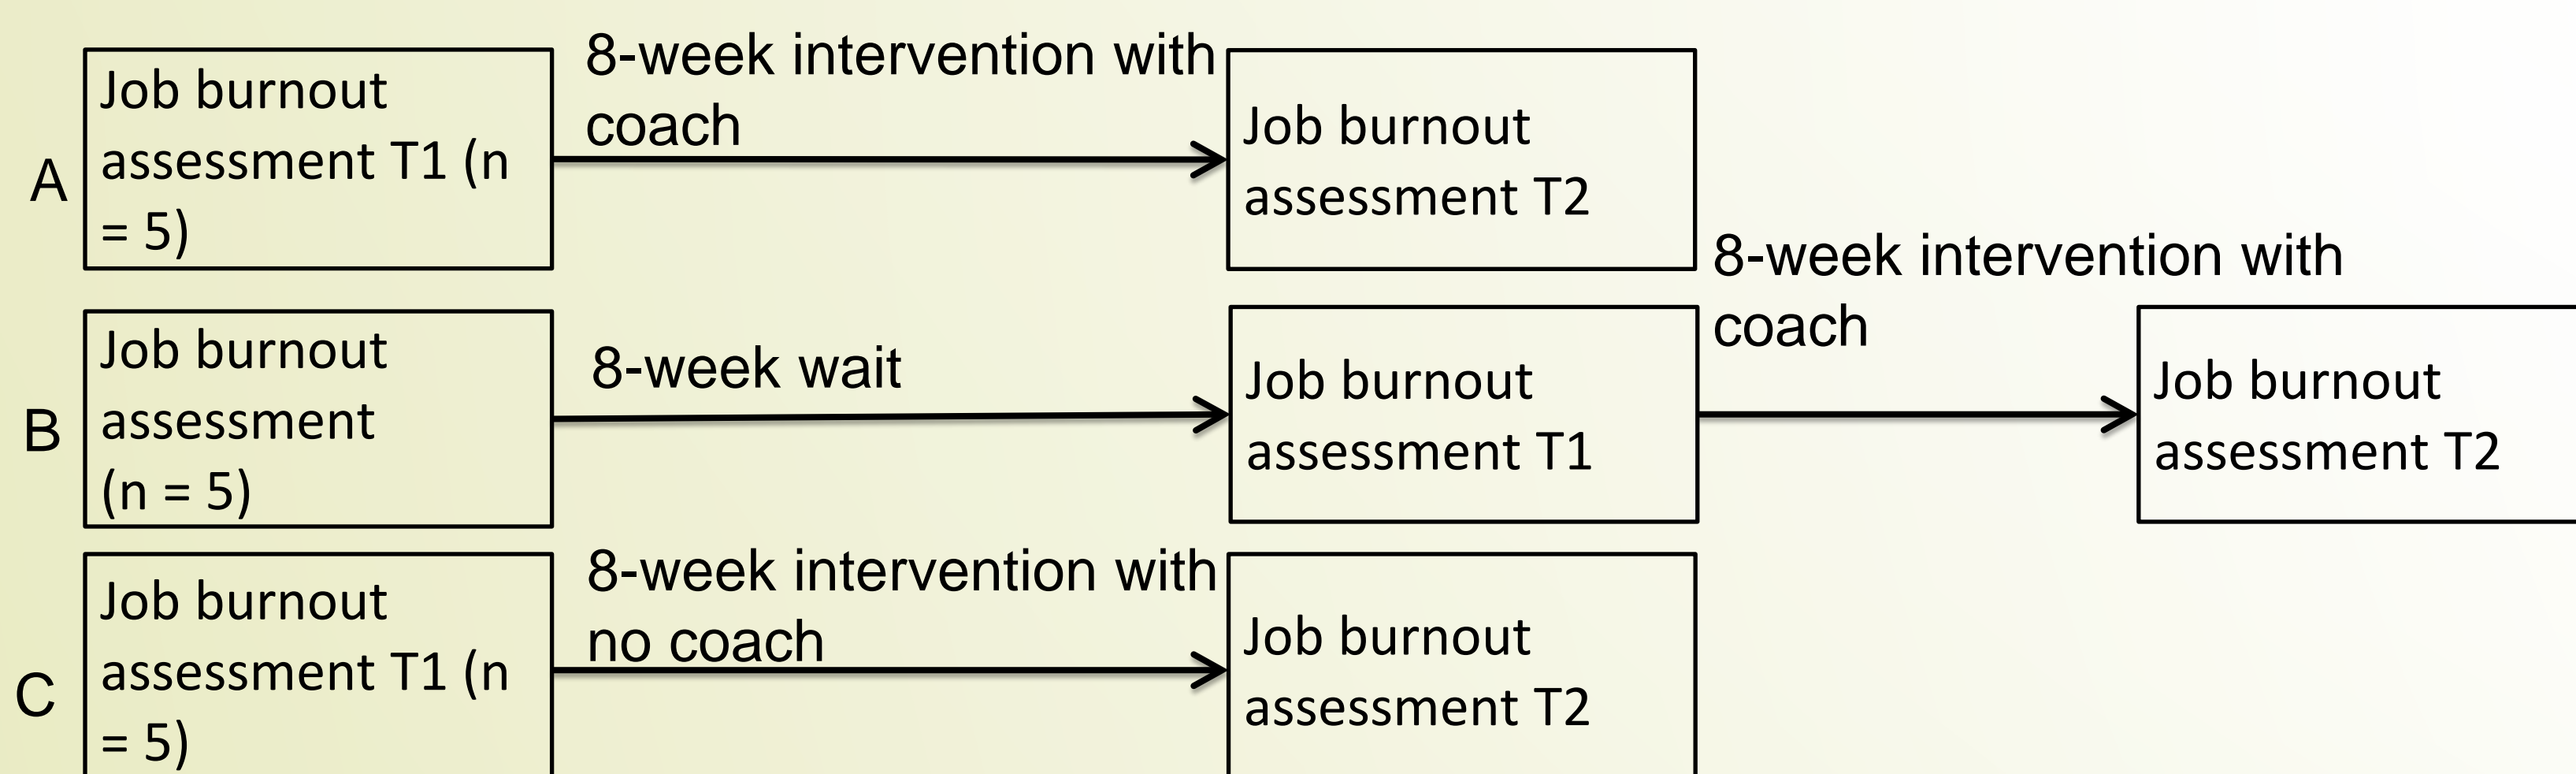 A
Job burnout
assessment T1 (n
= 5)
8-week intervention with
coach
Job burnout
assessment T2
B
Job burnout
assessment
(n = 5)
8-week wait
Job burnout
assessment T1
8-week intervention with
coach
Job burnout
assessment T2
C
Job burnout
assessment T1 (n
= 5)
8-week intervention with
no coach
Job burnout
assessment T2